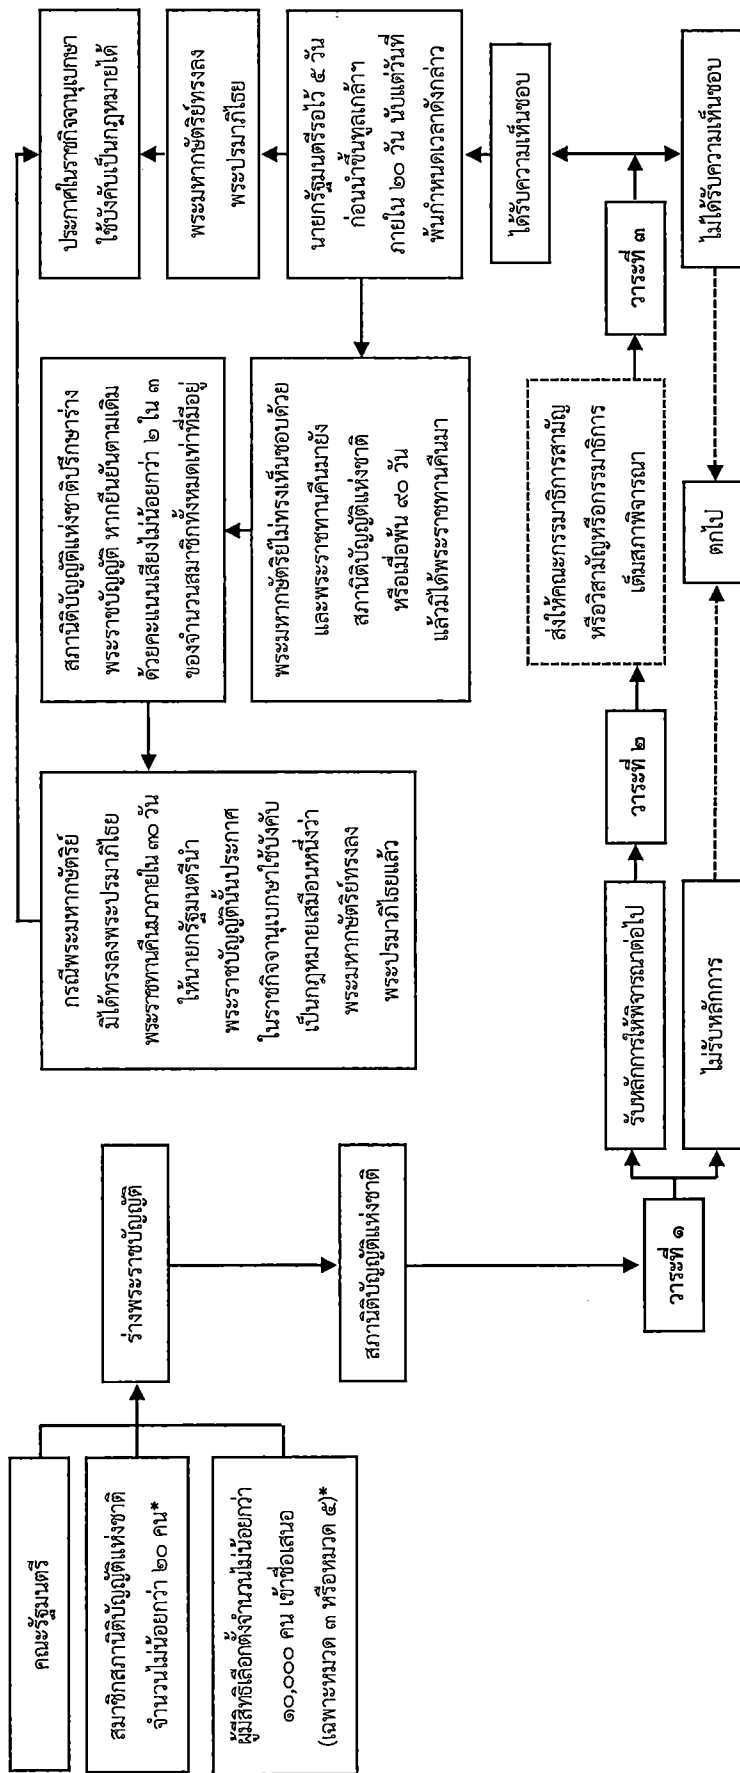 คณะรัฐมนตรี
สมาชิกสภานิติบัญญัติแห่งชาติ
จำนวนไม่น้อยกว่า ๒๐ คน*
ผู้มีสิทธิเลือกตั้งจำนวนไม่น้อยกว่า
๑๐,๐๐๐ คน เข้าชื่อเสนอ
(เฉพาะหมวด ๓ หรือหมวด ๕)*
ร่างพระราชบัญญัติ
สภานิติบัญญัติแห่งชาติ
วาระที่ ๑
รับหลักการให้พิจารณาต่อไป
ไม่รับหลักการ
วาระที่ ๒
ส่งให้คณะกรรมาธิการสามัญ
หรือวิสามัญหรือกรรมาธิการ
เต็มสภาพิจารณา
วาระที่ ๓
ตกไป
ได้รับความเห็นชอบ
ไม่ได้รับความเห็นชอบ
นายกรัฐมนตรีรอไว้ ๕ วัน
ก่อนนำขึ้นทูลเกล้าฯ
ภายใน ๒๐ วัน นับแต่วันที่
พ้นกำหนดเวลาดังกล่าว
พระมหากษัตริย์ทรงลง
พระปรมาภิไธย
ประกาศในราชกิจจานุเบกษา
ใช้บังคับเป็นกฎหมายได้
พระมหากษัตริย์ไม่ทรงเห็นชอบด้วย
และพระราชทานคืนมายัง
สภานิติบัญญัติแห่งชาติ
หรือเมื่อพ้น ๙๐ วัน
แล้วมิได้พระราชทานคืนมา
สภานิติบัญญัติแห่งชาติปรึกษาร่าง
พระราชบัญญัติ หากยืนยันตามเดิม
ด้วยคะแนนเสียงไม่น้อยกว่า ๒ ใน ๓
ของจำนวนสมาชิกทั้งหมดเท่าที่มีอยู่
กรณีพระมหากษัตริย์
มิได้ทรงลงพระปรมาภิไธย
พระราชทานคืนมาภายใน ๓๐ วัน
ให้นายกรัฐมนตรีนำ
พระราชบัญญัตินั้นประกาศ
ในราชกิจจานุเบกษาใช้บังคับ
เป็นกฎหมายเสมือนหนึ่งว่า
พระมหากษัตริย์ทรงลง
พระปรมาภิไธยแล้ว